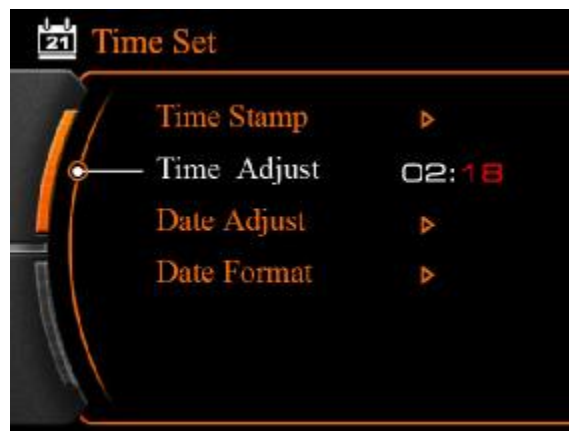 21 Time Set
Time Stamp
Time Adjust 02:18
Date Adjust
Date Format